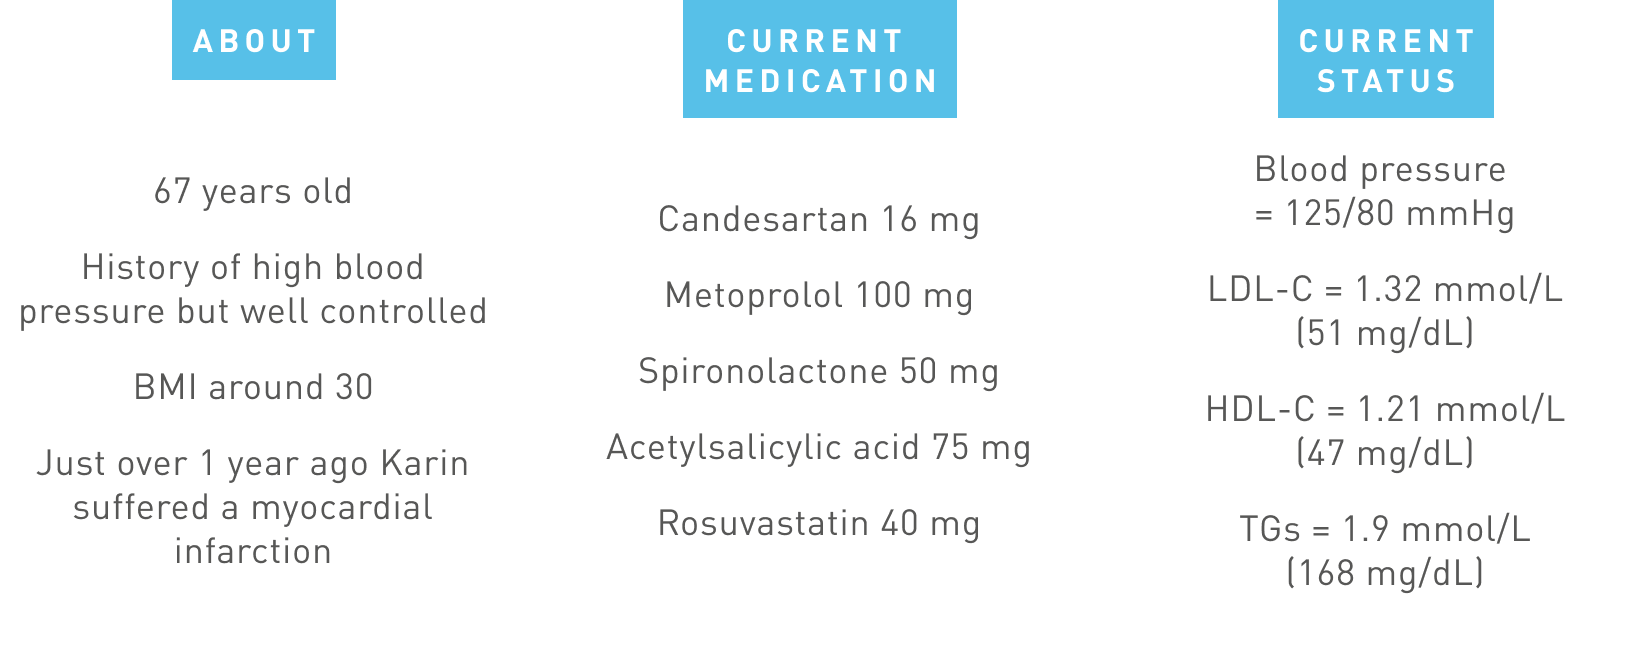 ABOUT
67 years old
History of high blood
pressure but well controlled
BMI around 30
Just over 1 year ago Karin
suffered a myocardial
infarction
CURRENT
MEDICATION
Candesartan 16 mg
Metoprolol 100 mg
Spironolactone 50 mg
Acetylsalicylic acid 75 mg
Rosuvastatin 40 mg
CURRENT
STATUS
Blood pressure
= 125/80 mmHg
LDL-C = 1.32 mmol/L
(51 mg/dL)
HDL-C = 1.21 mmol/L
(47 mg/dL)
TGs = 1.9 mmol/L
(168 mg/dL)